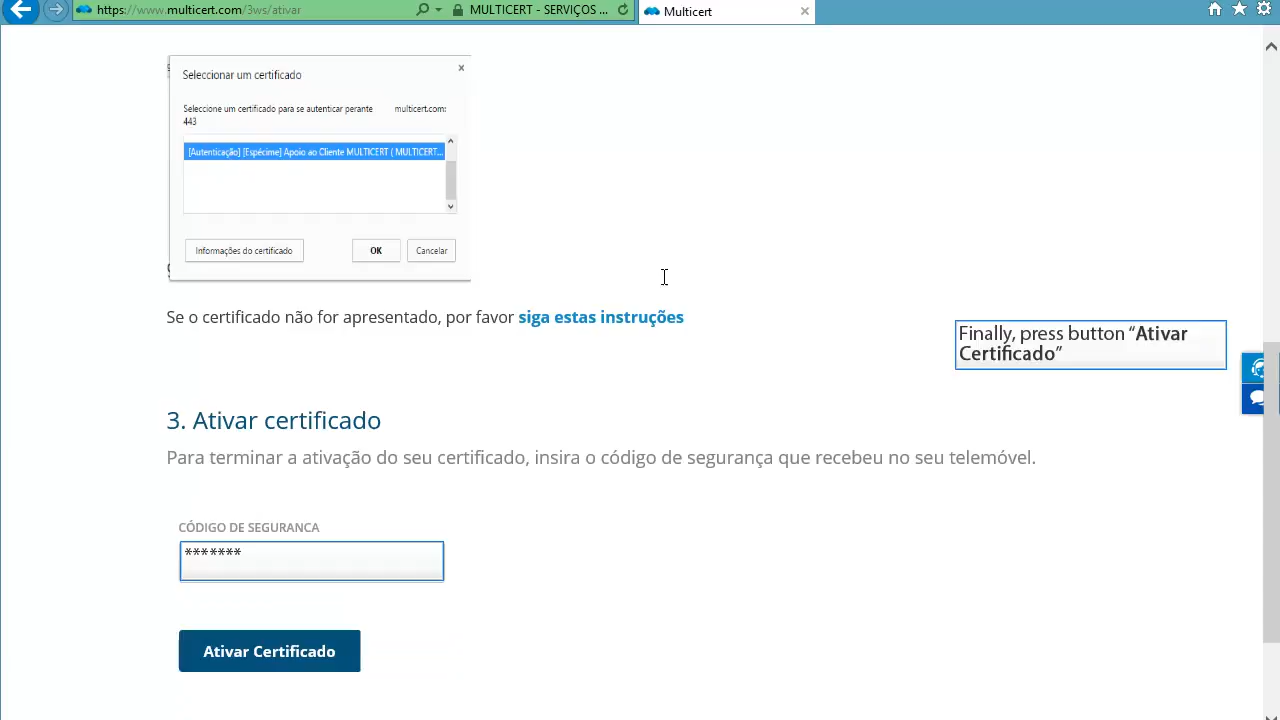 https://www.multicert.com/3ws/ativar
MULTICERT - SERVIÇOS ...
Multicert
Seleccionar um certificado
Seleccione um certificado para se autenticar perante multicert.com:
443
[Autenticação] [Espécime] Apoio ao Cliente MULTICERT ( MULTICERT...
Informações do certificado
OK
Cancelar
Se o certificado não for apresentado, por favor siga estas instruções
Finally, press button “Ativar
Certificado”
3. Ativar certificado
Para terminar a ativação do seu certificado, insira o código de segurança que recebeu no seu telemóvel.
CÓDIGO DE SEGURANCA
*******
Ativar Certificado